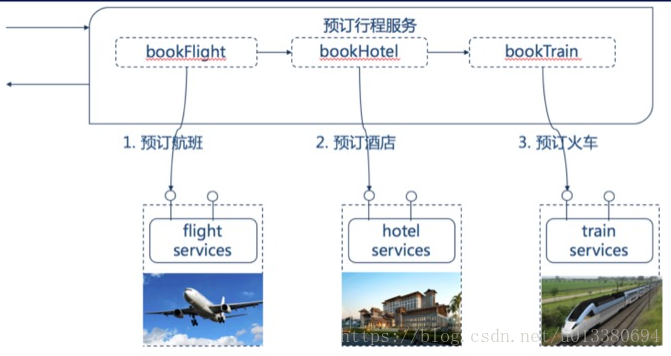 预订行程服务
bookFlight
bookHotel
bookTrain
1. 预订航班
2. 预订酒店
3. 预订火车
flight
services
hotel
services
train
services
https://blog.csdn.net/u013380694